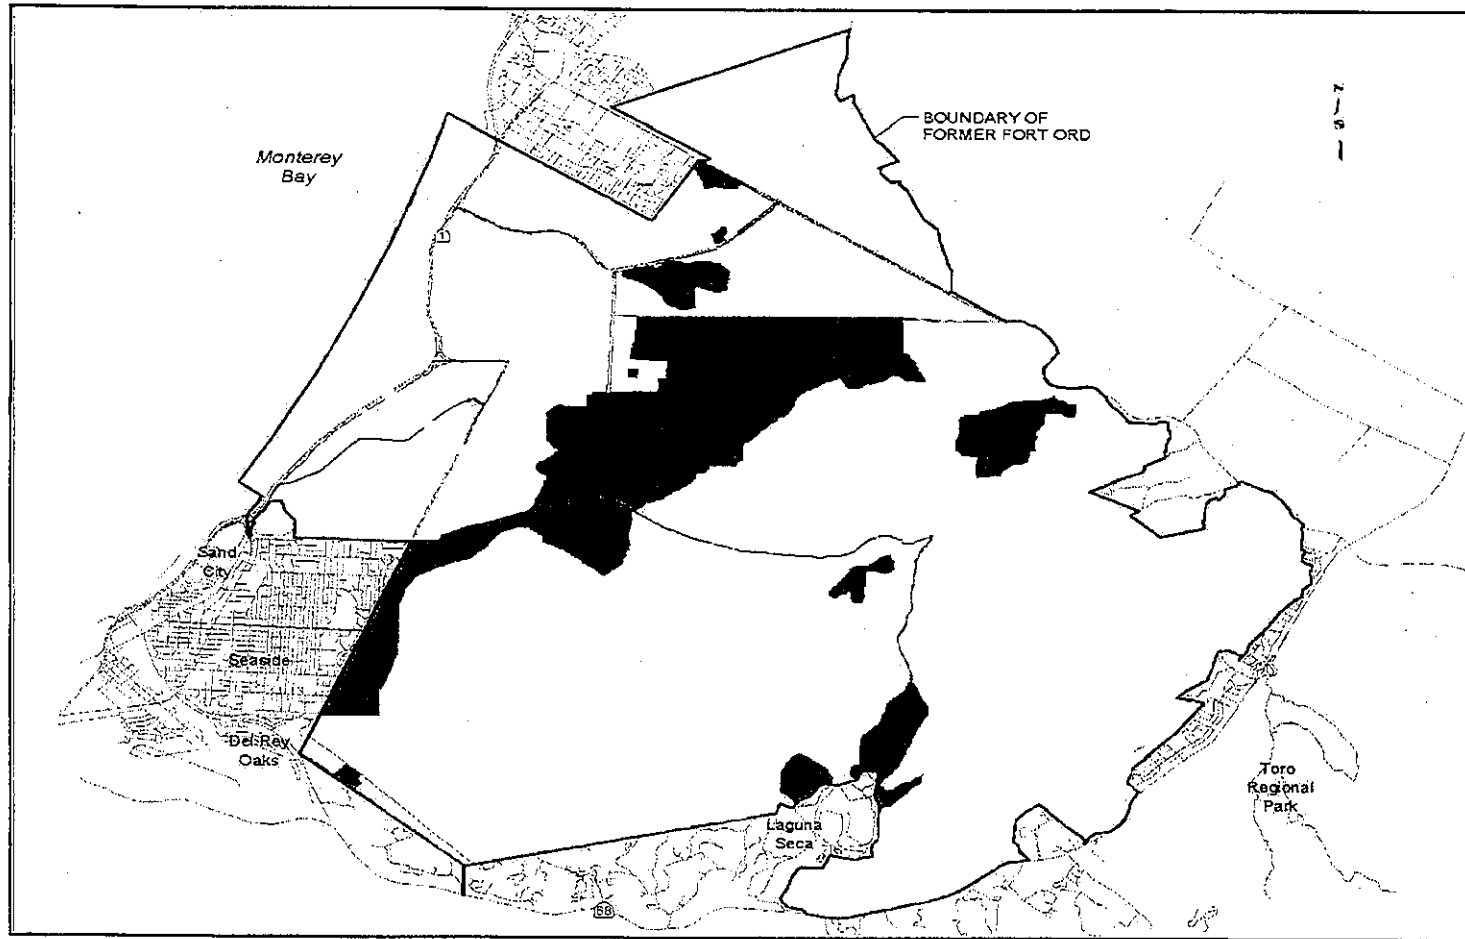 BOUNDARY OF
FORMER FORT ORD
Monterey
Bay
1
Sand
City
Seaside
Del Rey
Oaks
Toro
Regional
Park
Laguna
Seca
68